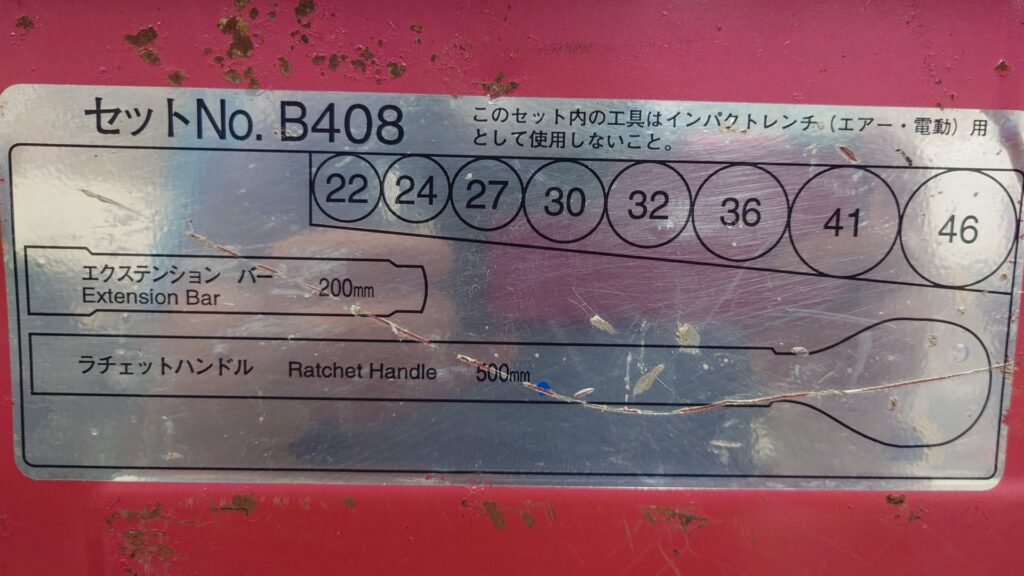 セットNo. B408
このセット内の工具はインパクトレンチ（エアー・電動）用
として使用しないこと。
22 24 27 30 32 36 41 46
エクステンション バー 200mm
Extension Bar
ラチェットハンドル Ratchet Handle 500mm